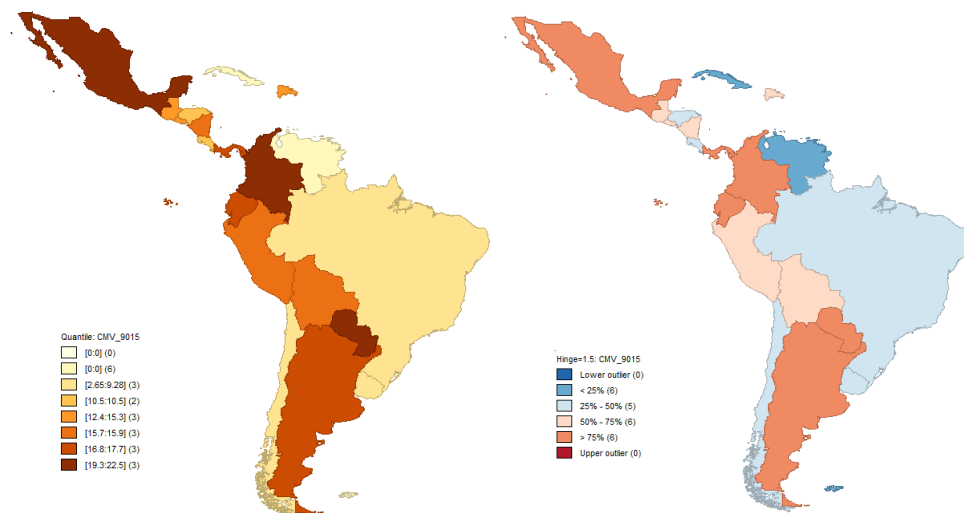 Quantile: CMV_9015
[0:0] (0)
[0:0] (6)
[2.65:9.28] (3)
[10.5:10.5] (2)
[12.4:15.3] (3)
[15.7:15.9] (3)
[16.8:17.7] (3)
[19.3:22.5] (3)
Hinge=1.5: CMV_9015
Lower outlier (0)
< 25% (6)
25% - 50% (5)
50% - 75% (6)
> 75% (6)
Upper outlier (0)